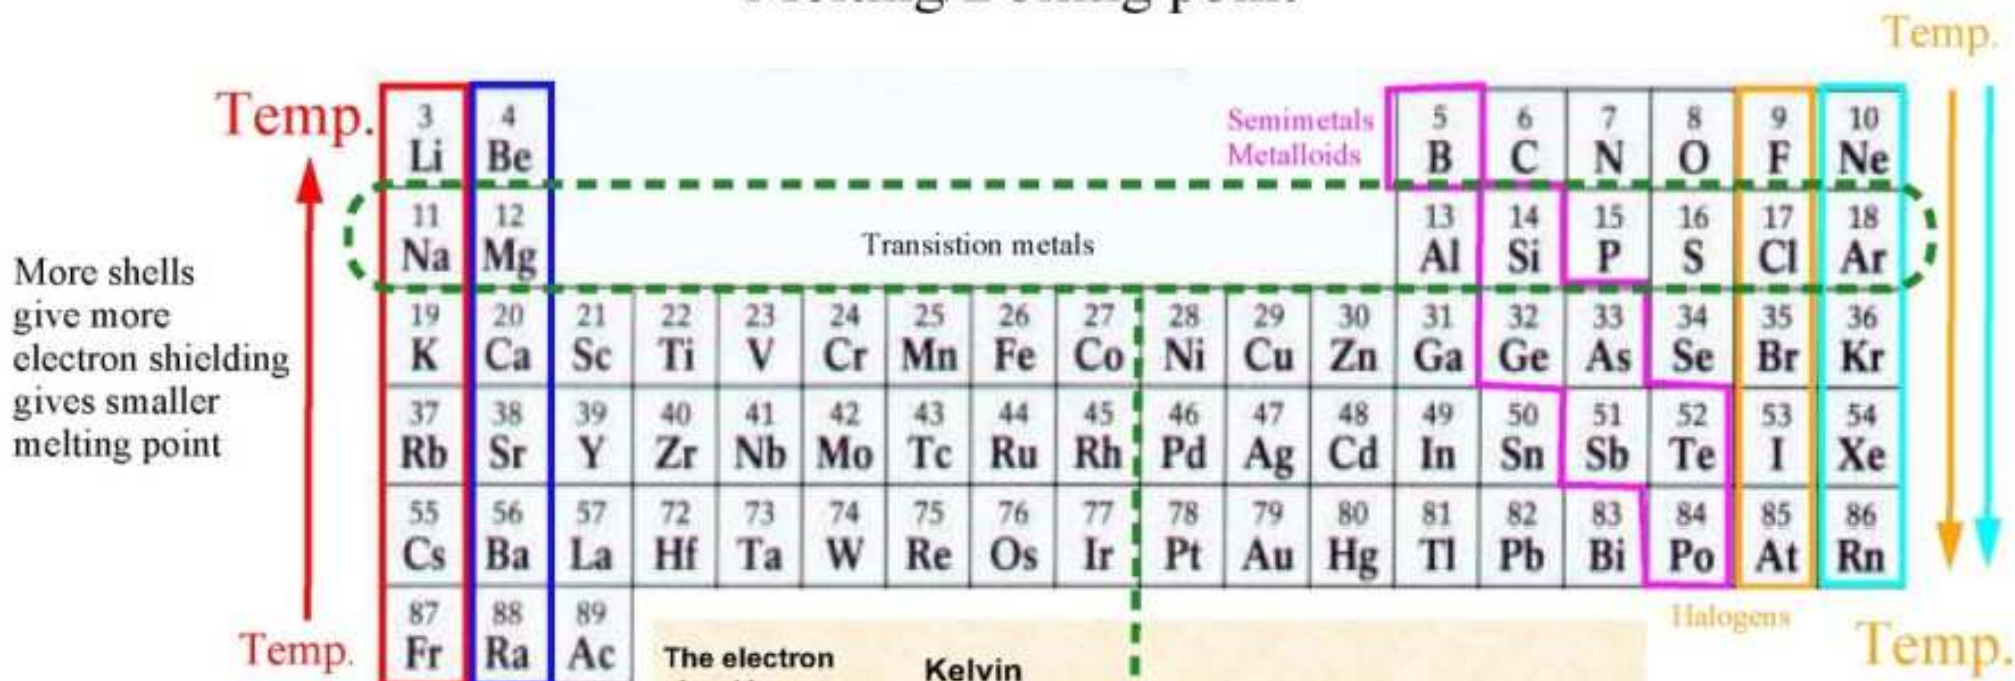 Melting/Boiling point
Temp.
Temp.
3 4 5 6 7 8 9 10
Li Be B C N O F Ne
Semimetals
Metalloids
11 12 13 14 15 16 17 18
Na Mg Al Si P S Cl Ar
Transistion metals
More shells
give more
electron shielding
gives smaller
melting point
19 20 21 22 23 24 25 26 27 28 29 30 31 32 33 34 35 36
K Ca Sc Ti V Cr Mn Fe Co Ni Cu Zn Ga Ge As Se Br Kr
37 38 39 40 41 42 43 44 45 46 47 48 49 50 51 52 53 54
Rb Sr Y Zr Nb Mo Tc Ru Rh Pd Ag Cd In Sn Sb Te I Xe
55 56 57 72 73 74 75 76 77 78 79 80 81 82 83 84 85 86
Cs Ba La Hf Ta W Re Os Ir Pt Au Hg Tl Pb Bi Po At Rn
87 88 89
Fr Ra Ac
Temp.
Halogens
Temp.
The electron
Kelvin